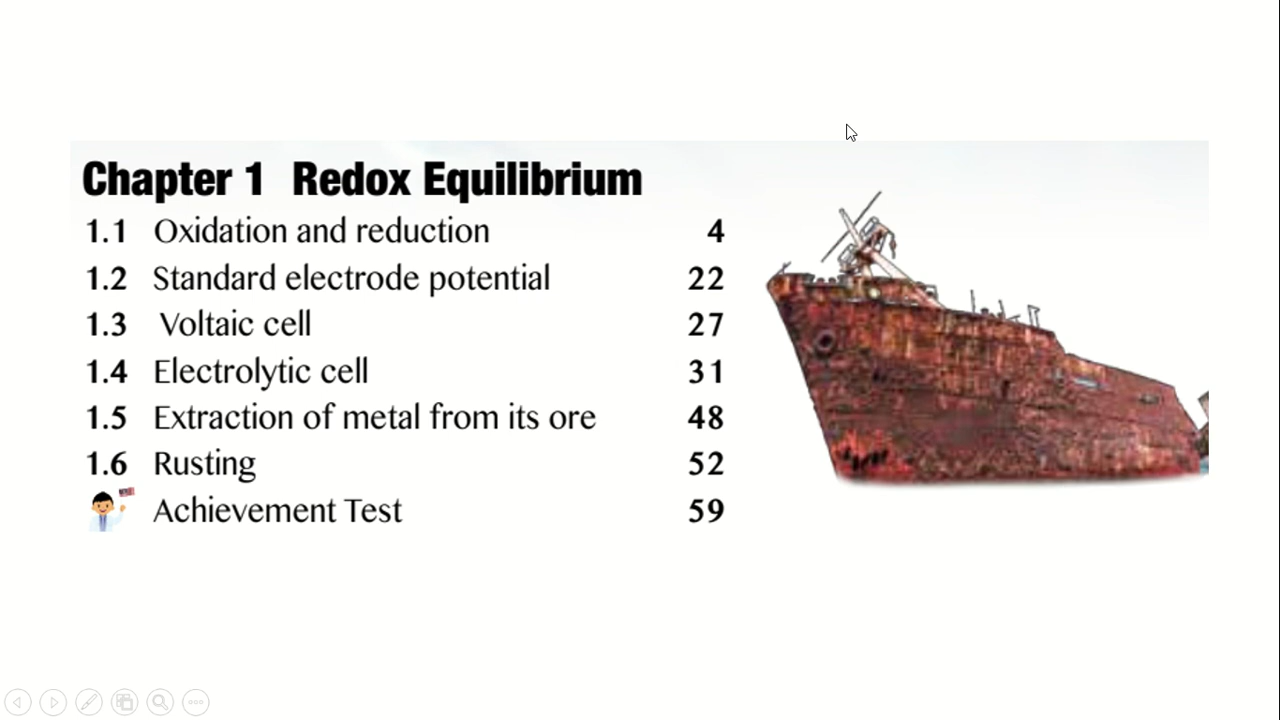 Chapter 1 Redox Equilibrium
1.1 Oxidation and reduction 4
1.2 Standard electrode potential 22
1.3 Voltaic cell 27
1.4 Electrolytic cell 31
1.5 Extraction of metal from its ore 48
1.6 Rusting 52
Achievement Test 59